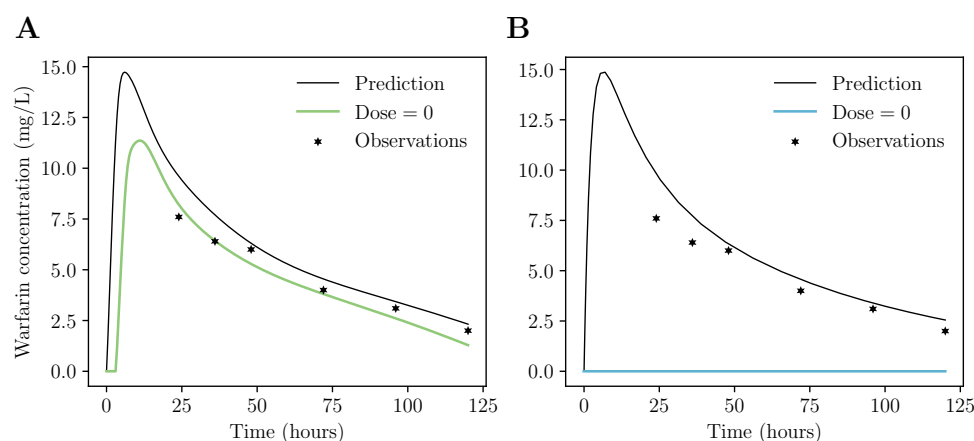 A
Warfarin concentration (mg/L)
15.0
12.5
10.0
7.5
5.0
2.5
0.0
0 25 50 75 100 125
Time (hours)
Prediction
Dose = 0
Observations
B
15.0
12.5
10.0
7.5
5.0
2.5
0.0
0 25 50 75 100 125
Time (hours)
Prediction
Dose = 0
Observations